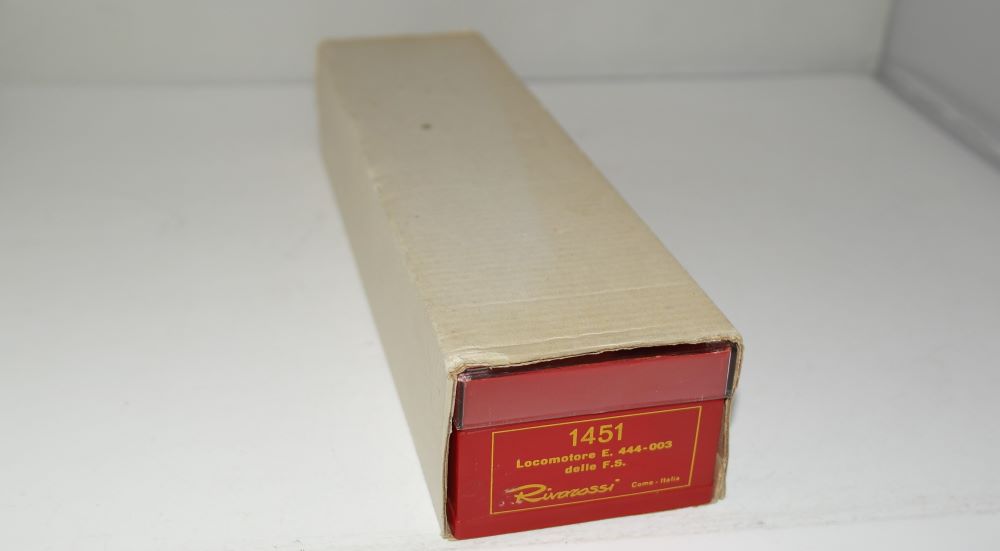 1451
Locomotore E. 444-003
delle F.S.
Rivarossi Como - Italia